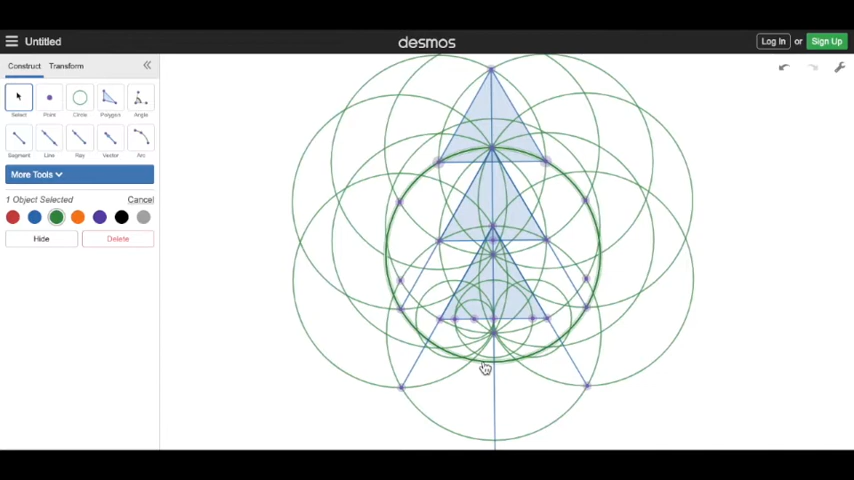 Untitled
desmos
Log In or Sign Up
Construct Transform
Select Point Circle Polygon Angle
Segment Line Ray Vector Arc
More Tools
1 Object Selected Cancel
Hide Delete